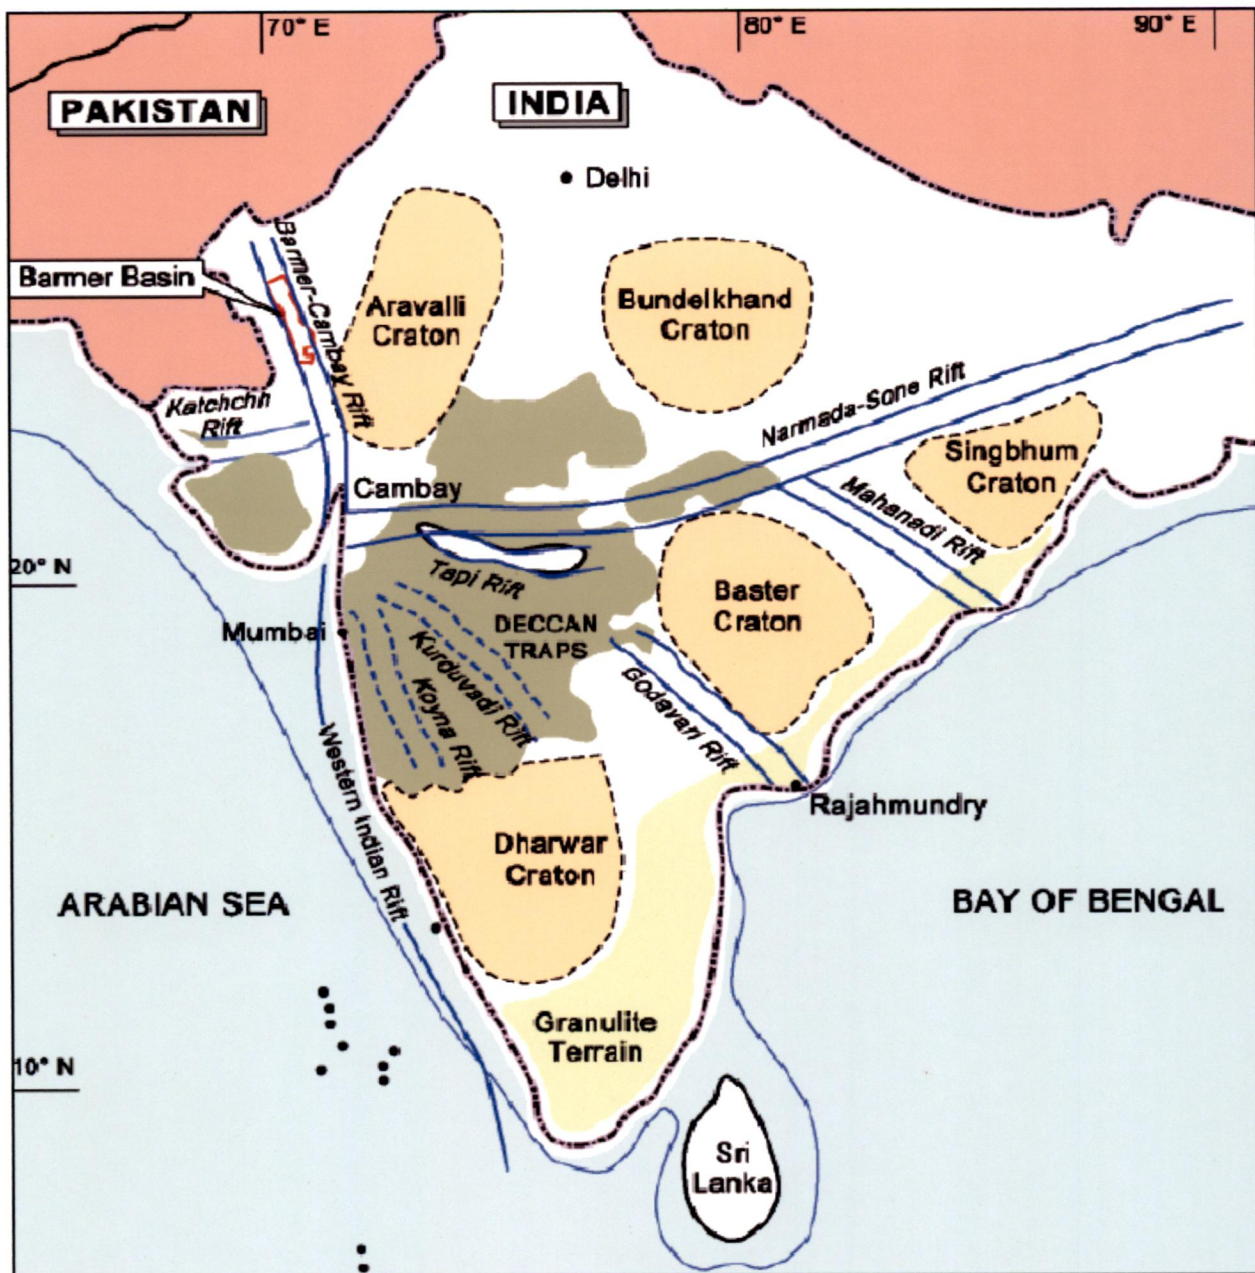 70° E
80° E
90° E
PAKISTAN
INDIA
Delhi
Barmer Basin
Barmer-Cambay Rift
Aravalli
Craton
Bundelkhand
Craton
Katchchh
Rift
Narmada-Sone Rift
Singbhum
Craton
Cambay
Mahanadi Rift
20° N
Tapi Rift
Baster
Craton
Mumbai
DECCAN
TRAPS
Kurduvadi Rift
Koyna Rift
Godavari Rift
Western Indian Rift
Rajahmundry
Dharwar
Craton
ARABIAN SEA
BAY OF BENGAL
Granulite
Terrain
10° N
Sri
Lanka